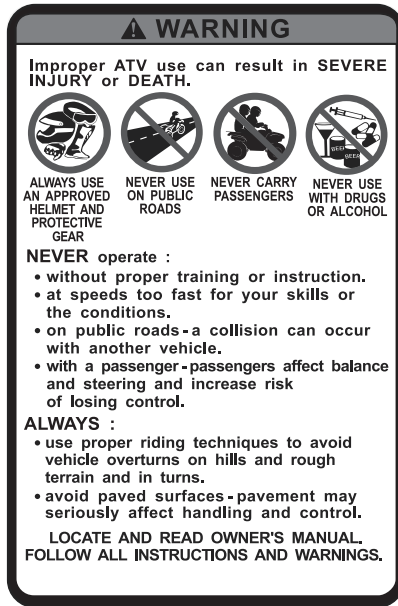 WARNING
Improper ATV use can result in SEVERE
INJURY or DEATH.
ALWAYS USE
AN APPROVED
HELMET AND
PROTECTIVE
GEAR
NEVER USE
ON PUBLIC
ROADS
NEVER CARRY
PASSENGERS
BEER
BEER
NEVER USE
WITH DRUGS
OR ALCOHOL
NEVER operate :
• without proper training or instruction.
• at speeds too fast for your skills or
the conditions.
• on public roads-a collision can occur
with another vehicle.
• with a passenger-passengers affect balance
and steering and increase risk
of losing control.
ALWAYS :
• use proper riding techniques to avoid
vehicle overturns on hills and rough
terrain and in turns.
• avoid paved surfaces-pavement may
seriously affect handling and control.
LOCATE AND READ OWNER'S MANUAL.
FOLLOW ALL INSTRUCTIONS AND WARNINGS.